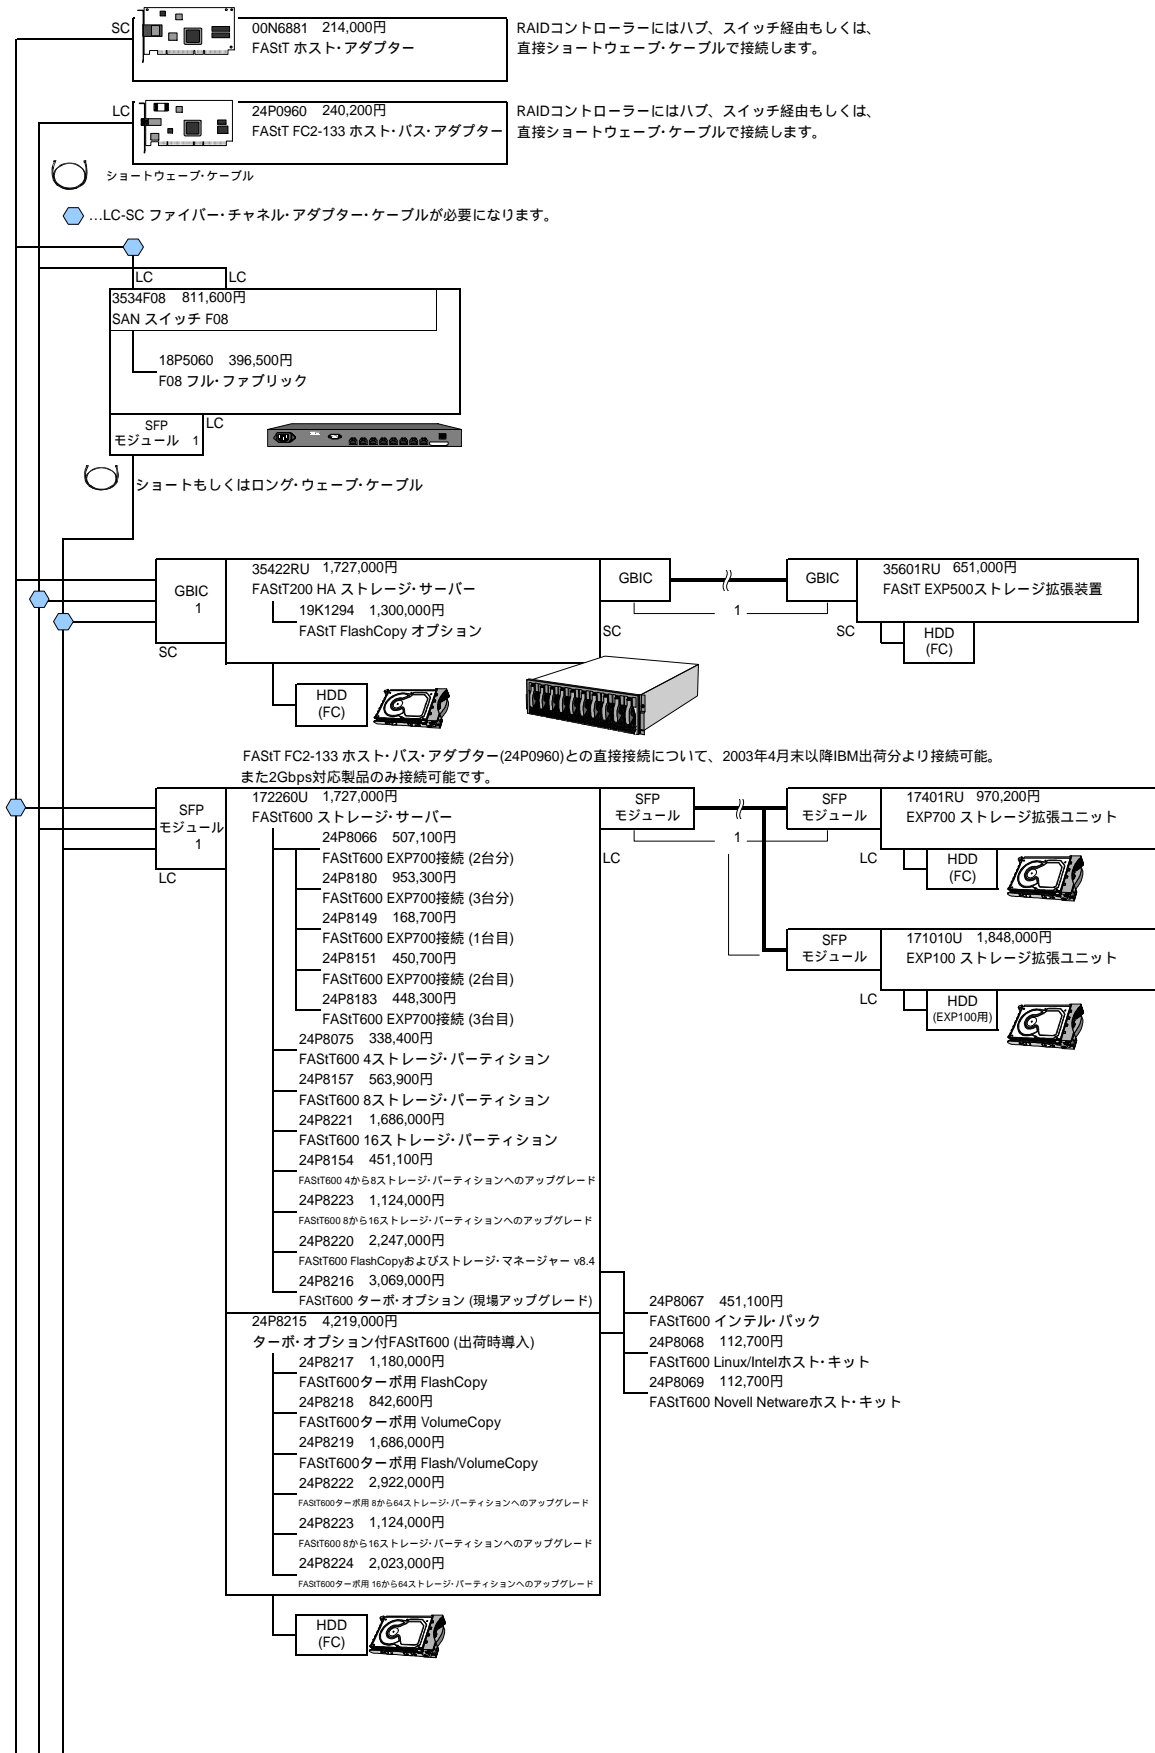 SC
00N6881 214,000円
FAStT ホスト・アダプター
RAIDコントローラーにはハブ、スイッチ経由もしくは、
直接ショートウェーブ・ケーブルで接続します。
LC
24P0960 240,200円
FAStT FC2-133 ホスト・バス・アダプター
RAIDコントローラーにはハブ、スイッチ経由もしくは、
直接ショートウェーブ・ケーブルで接続します。
ショートウェーブ・ケーブル
…LC-SC ファイバー・チャネル・アダプター・ケーブルが必要になります。
LC
LC
3534F08 811,600円
SAN スイッチ F08
18P5060 396,500円
F08 フル・ファブリック
SFP
モジュール 1
LC
ショートもしくはロング・ウェーブ・ケーブル
GBIC
1
SC
35422RU 1,727,000円
FAStT200 HA ストレージ・サーバー
19K1294 1,300,000円
FAStT FlashCopy オプション
GBIC
SC
1
GBIC
SC
35601RU 651,000円
FAStT EXP500ストレージ拡張装置
HDD
(FC)
HDD
(FC)
FAStT FC2-133 ホスト・バス・アダプター(24P0960)との直接接続について、2003年4月末以降IBM出荷分より接続可能。
また2Gbps対応製品のみ接続可能です。
SFP
モジュール
1
LC
172260U 1,727,000円
FAStT600 ストレージ・サーバー
24P8066 507,100円
FAStT600 EXP700接続 (2台分)
24P8180 953,300円
FAStT600 EXP700接続 (3台分)
24P8149 168,700円
FAStT600 EXP700接続 (1台目)
24P8151 450,700円
FAStT600 EXP700接続 (2台目)
24P8183 448,300円
FAStT600 EXP700接続 (3台目)
24P8075 338,400円
FAStT600 4ストレージ・パーティション
24P8157 563,900円
FAStT600 8ストレージ・パーティション
24P8221 1,686,000円
FAStT600 16ストレージ・パーティション
24P8154 451,100円
FAStT600 4から8ストレージ・パーティションへのアップグレード
24P8223 1,124,000円
FAStT600 8から16ストレージ・パーティションへのアップグレード
24P8220 2,247,000円
FAStT600 FlashCopyおよびストレージ・マネージャー v8.4
24P8216 3,069,000円
FAStT600 ターボ・オプション (現場アップグレード)
SFP
モジュール
LC
1
SFP
モジュール
LC
17401RU 970,200円
EXP700 ストレージ拡張ユニット
HDD
(FC)
SFP
モジュール
LC
171010U 1,848,000円
EXP100 ストレージ拡張ユニット
HDD
(EXP100用)
24P8067 451,100円
FAStT600 インテル・パック
24P8068 112,700円
FAStT600 Linux/Intelホスト・キット
24P8069 112,700円
FAStT600 Novell Netwareホスト・キット
24P8215 4,219,000円
ターボ・オプション付FAStT600 (出荷時導入)
24P8217 1,180,000円
FAStT600ターボ用 FlashCopy
24P8218 842,600円
FAStT600ターボ用 VolumeCopy
24P8219 1,686,000円
FAStT600ターボ用 Flash/VolumeCopy
24P8222 2,922,000円
FAStT600ターボ用 8から64ストレージ・パーティションへのアップグレード
24P8223 1,124,000円
FAStT600 8から16ストレージ・パーティションへのアップグレード
24P8224 2,023,000円
FAStT600ターボ用 16から64ストレージ・パーティションへのアップグレード
HDD
(FC)